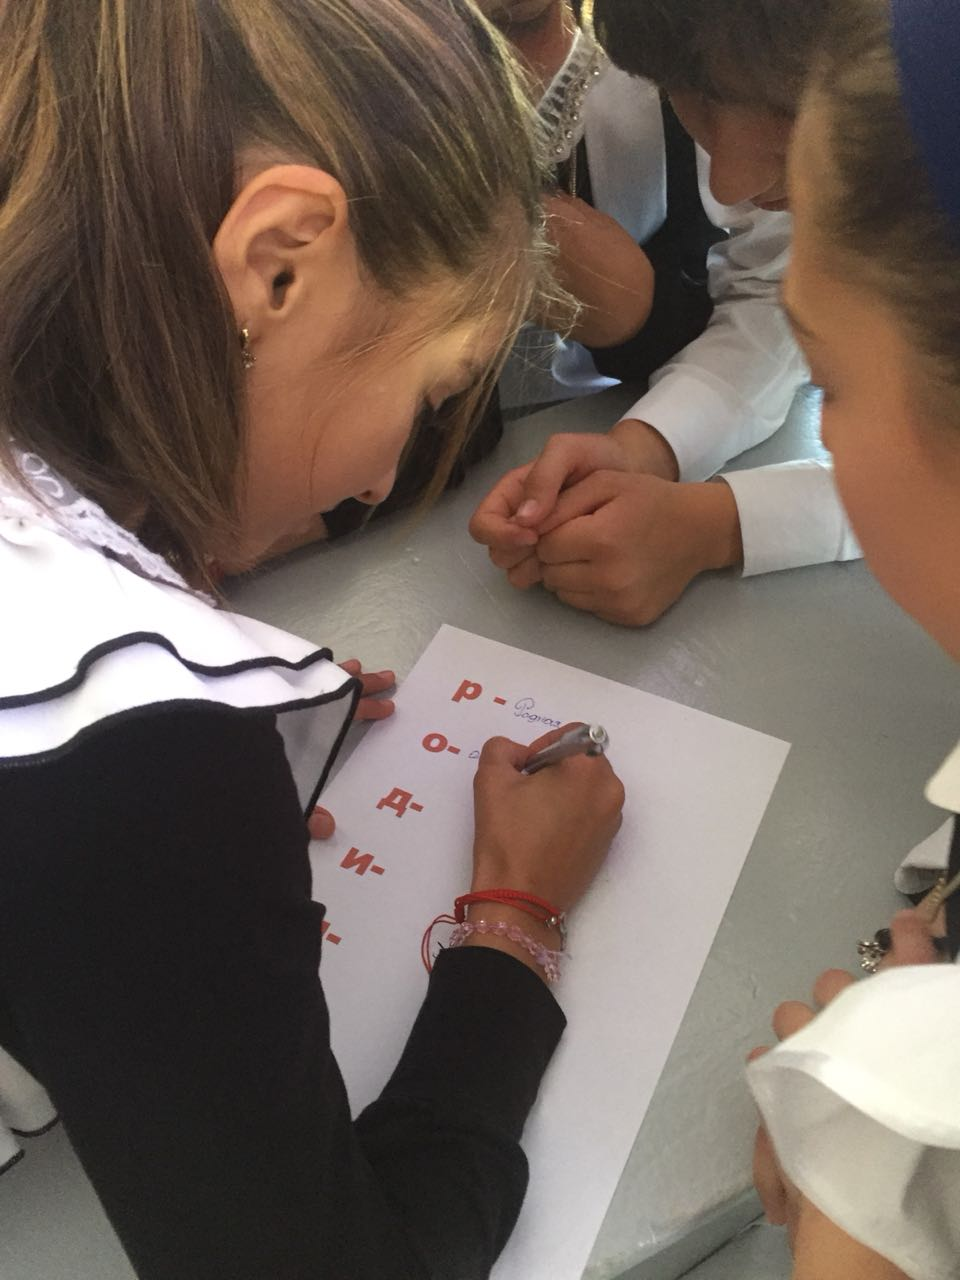 р - Родная
о-
д-
и-